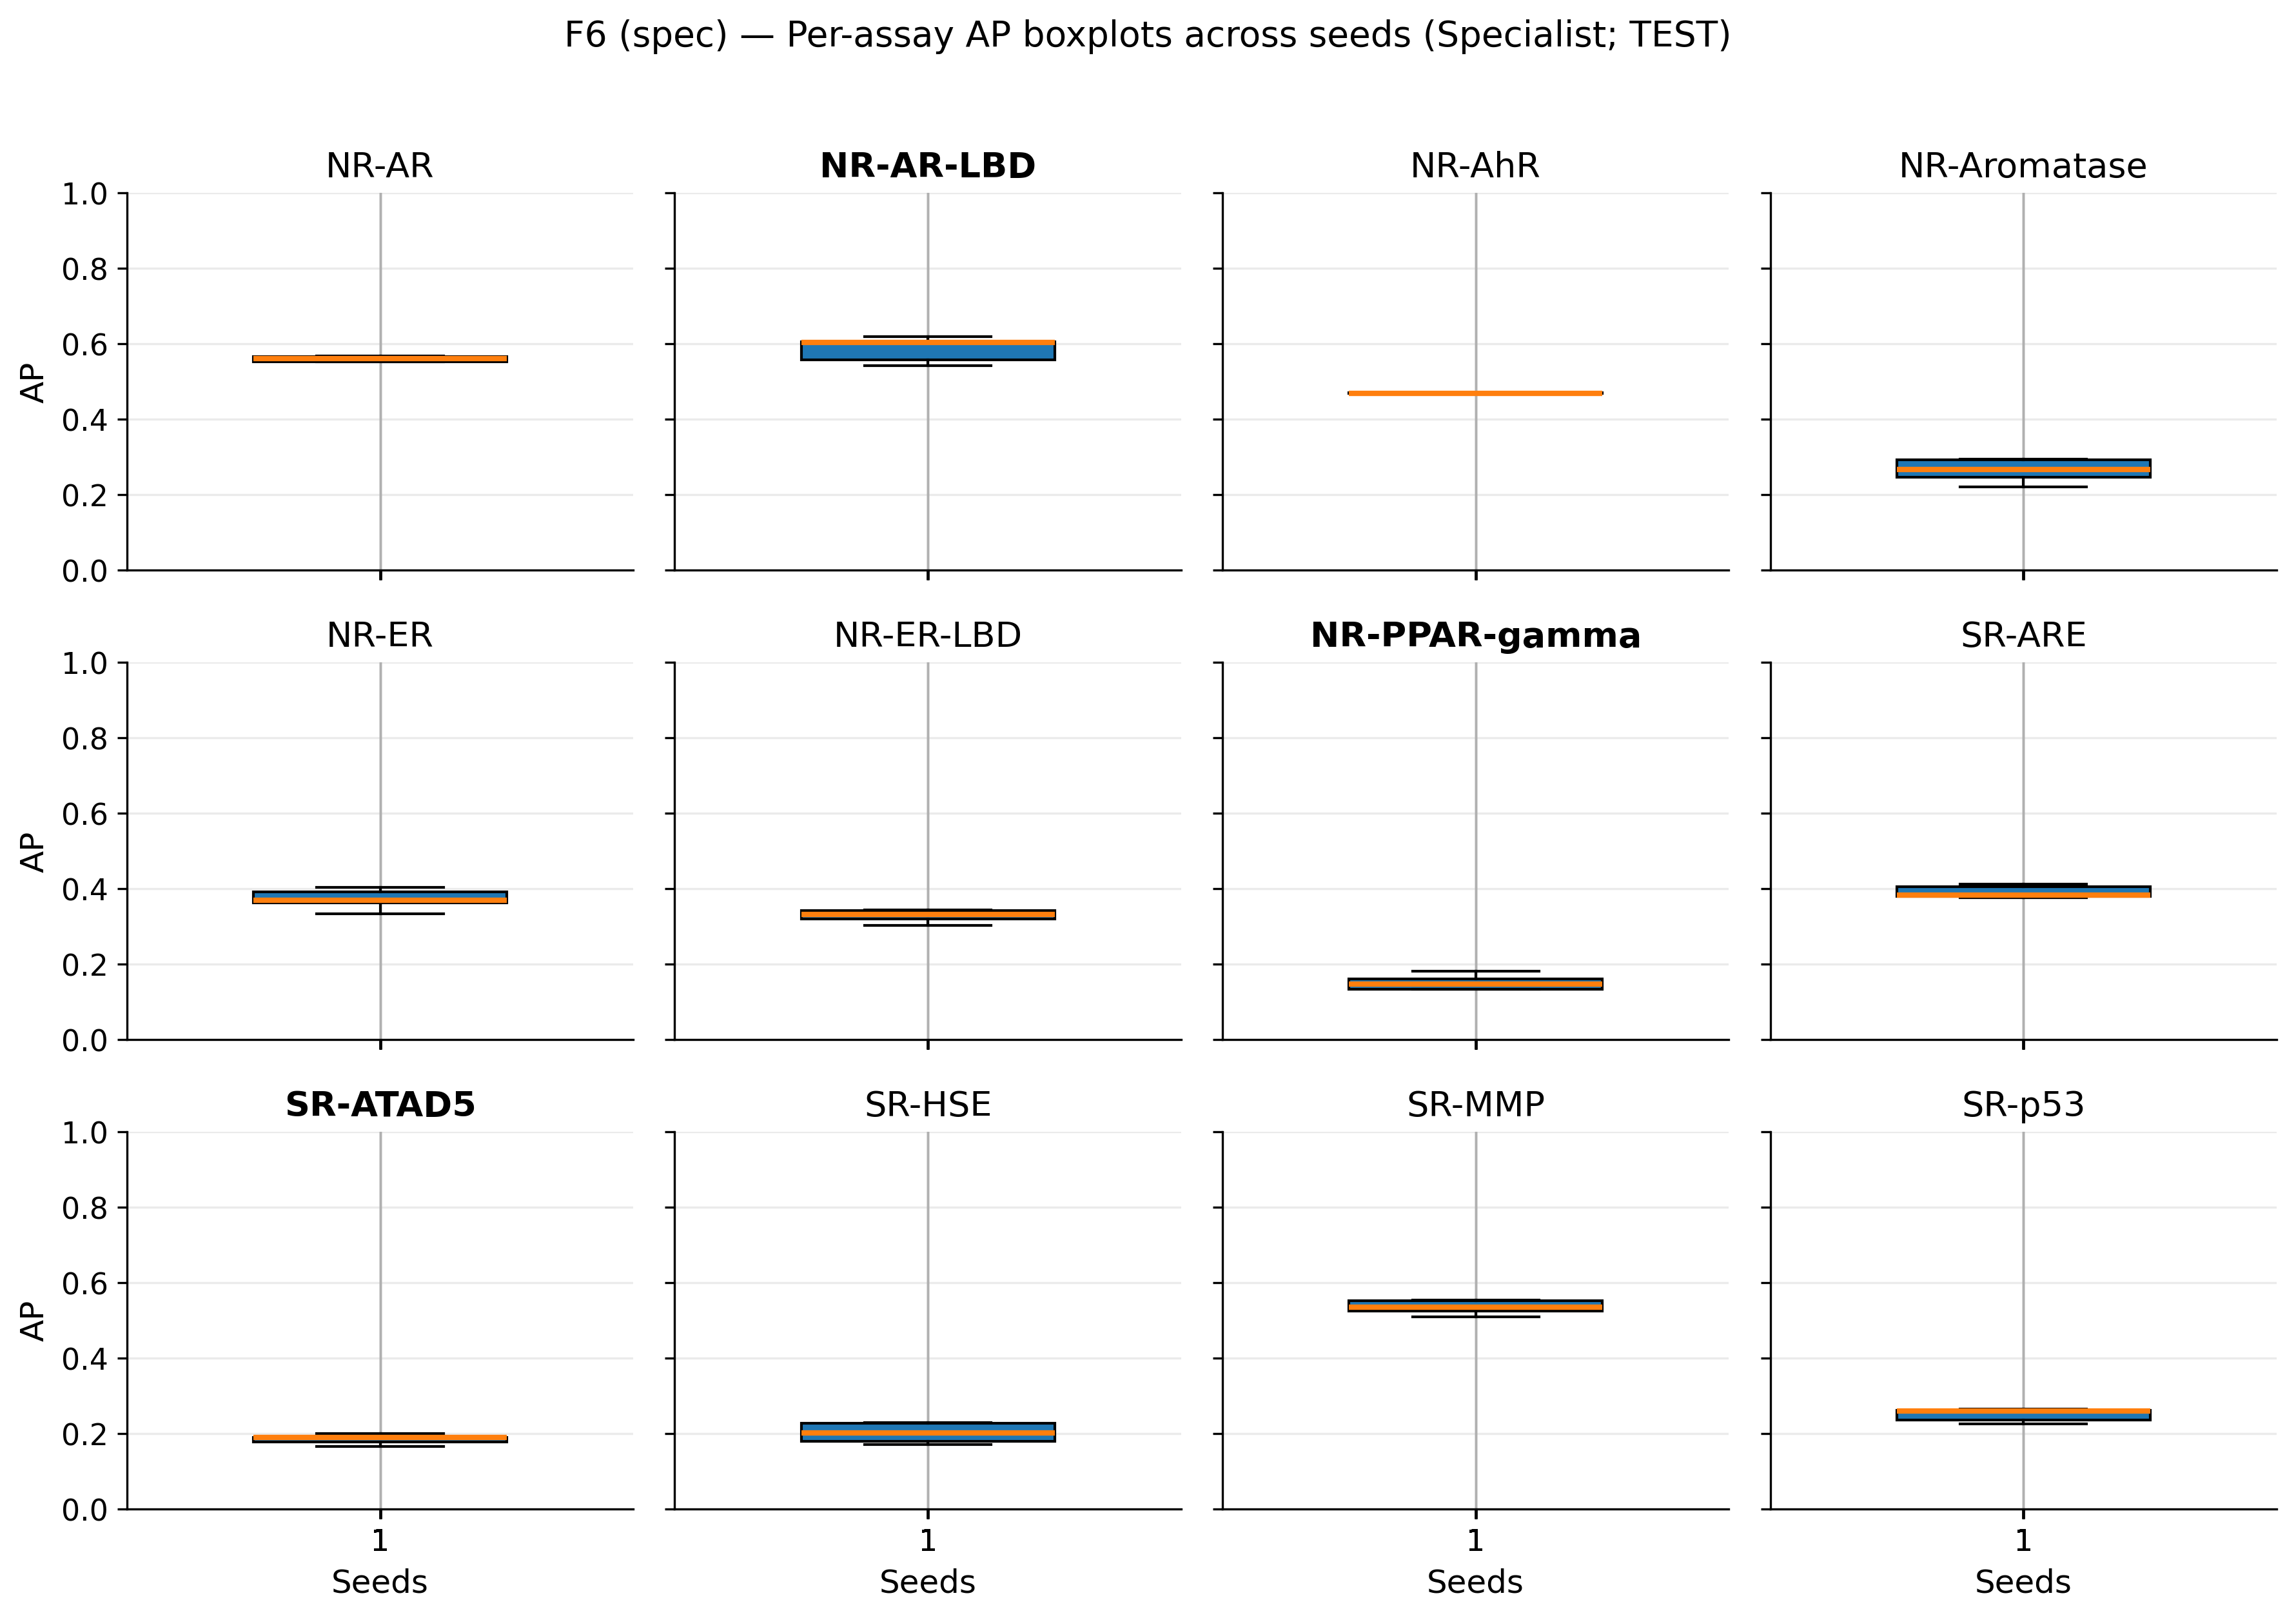 F6 (spec) — Per-assay AP boxplots across seeds (Specialist; TEST)
NR-AR
NR-AR-LBD
NR-AhR
NR-Aromatase
1.0
0.8
0.6
0.4
0.2
0.0
AP
NR-ER
NR-ER-LBD
NR-PPAR-gamma
SR-ARE
1.0
0.8
0.6
0.4
0.2
0.0
AP
SR-ATAD5
SR-HSE
SR-MMP
SR-p53
1.0
0.8
0.6
0.4
0.2
0.0
AP
1
1
1
1
Seeds
Seeds
Seeds
Seeds